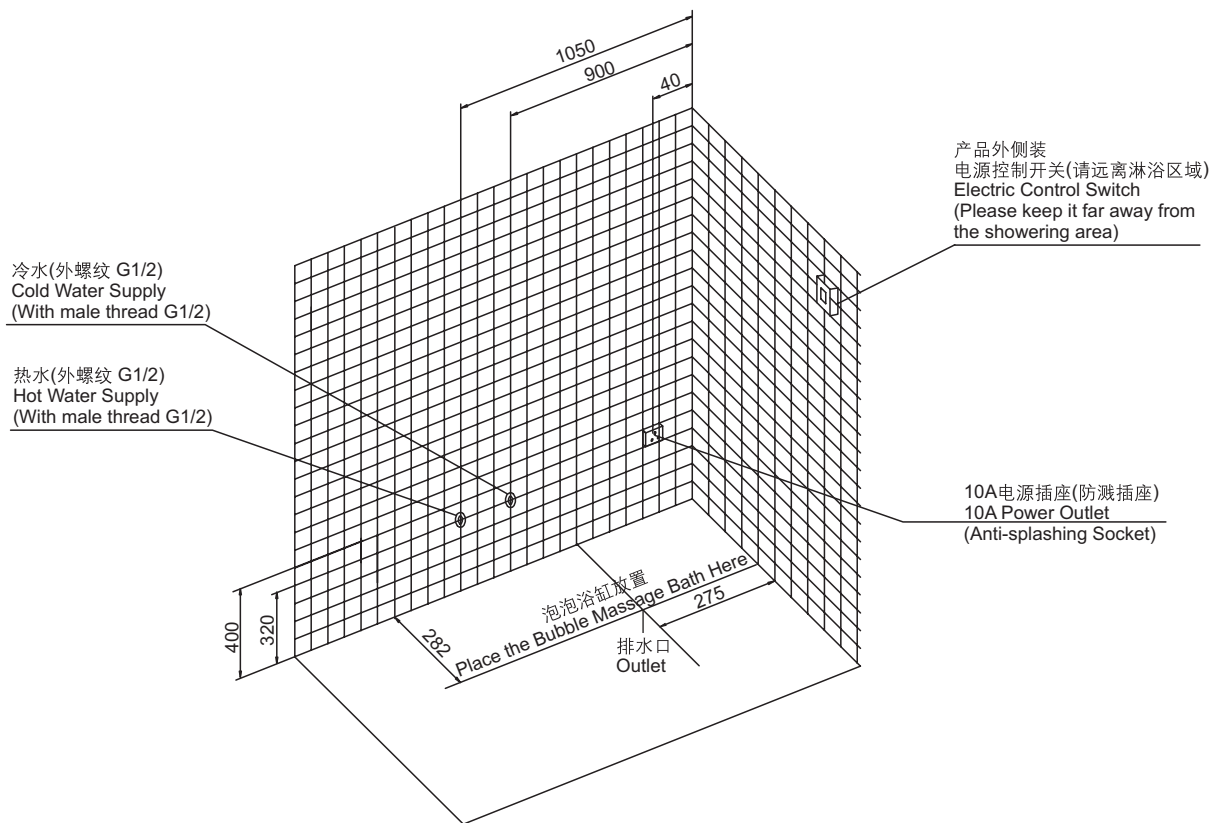 1050
900
40
产品外侧装
电源控制开关(请远离淋浴区域)
Electric Control Switch
(Please keep it far away from
the showering area)
冷水(外螺纹 G1/2)
Cold Water Supply
(With male thread G1/2)
热水(外螺纹 G1/2)
Hot Water Supply
(With male thread G1/2)
10A电源插座(防溅插座)
10A Power Outlet
(Anti-splashing Socket)
泡泡浴缸放置
Place the Bubble Massage Bath Here
275
282
400
320
排水口
Outlet